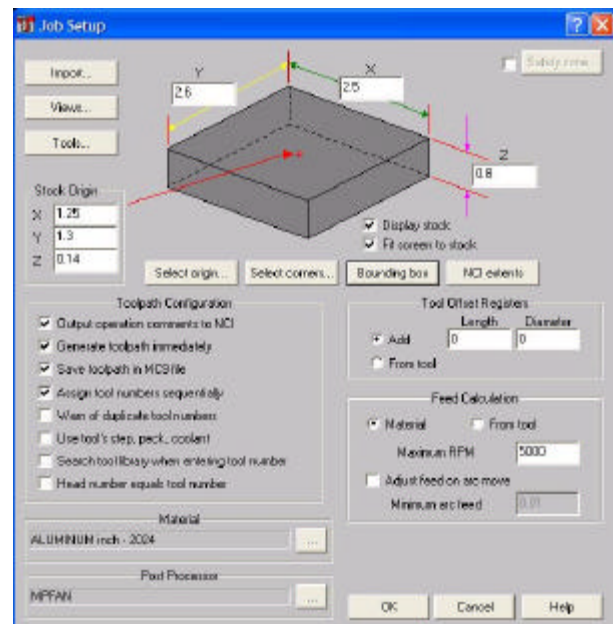 Job Setup
Import...
Views...
Tools...
Y
2.6
X
2.5
Safety zone...
Z
0.8
Stock Origin
X 1.25
Y 1.3
Z 0.14
Display stock
Fit screen to stock
Select origin... Select corners... Bounding box NCI extents
Toolpath Configuration
Output operation comments to NCI
Generate toolpath immediately
Save toolpath in MC9 file
Assign tool numbers sequentially
Warn of duplicate tool numbers
Use tool's step, peck, coolant
Search tool library when entering tool number
Head number equals tool number
Tool Offset Registers
Length Diameter
Add 0 0
From tool
Feed Calculation
Material From tool
Maximum RPM 5000
Adjust feed on arc move
Minimum arc feed 0.01
Material
ALUMINUM inch - 2024 ...
Post Processor
MPFAN ...
OK Cancel Help